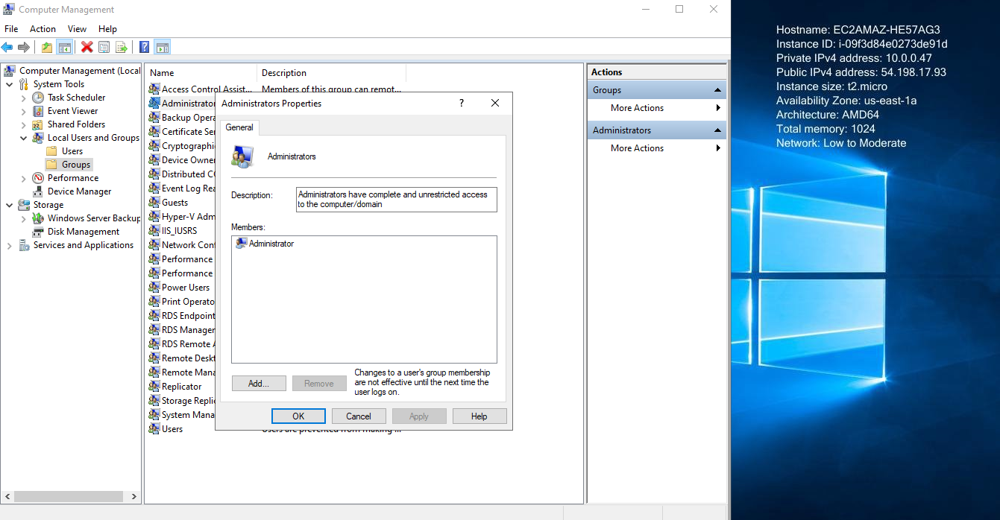 Computer Management
File Action View Help
Computer Management (Local
System Tools
Task Scheduler
Event Viewer
Shared Folders
Local Users and Groups
Users
Groups
Performance
Device Manager
Storage
Windows Server Backup
Disk Management
Services and Applications
Name Description
Access Control Assist... Members of this group can remot...
Administrator
Backup Opera
Certificate Ser
Cryptographic
Device Owner
Distributed CO
Event Log Rea
Guests
Hyper-V Adm
IIS_IUSRS
Network Conf
Performance
Performance
Power Users
Print Operato
RDS Endpoint
RDS Manager
RDS Remote A
Remote Deskt
Remote Mana
Replicator
Storage Replic
System Mana
Users Users are prevented from making ...
Administrators Properties
?
General
Administrators
Description:
Administrators have complete and unrestricted access
to the computer/domain
Members:
Administrator
Add...
Remove
Changes to a user's group membership
are not effective until the next time the
user logs on.
OK Cancel Apply Help
Actions
Groups
More Actions
Administrators
More Actions
Hostname: EC2AMAZ-HE57AG3
Instance ID: i-09f3d84e0273de91d
Private IPv4 address: 10.0.0.47
Public IPv4 address: 54.198.17.93
Instance size: t2.micro
Availability Zone: us-east-1a
Architecture: AMD64
Total memory: 1024
Network: Low to Moderate